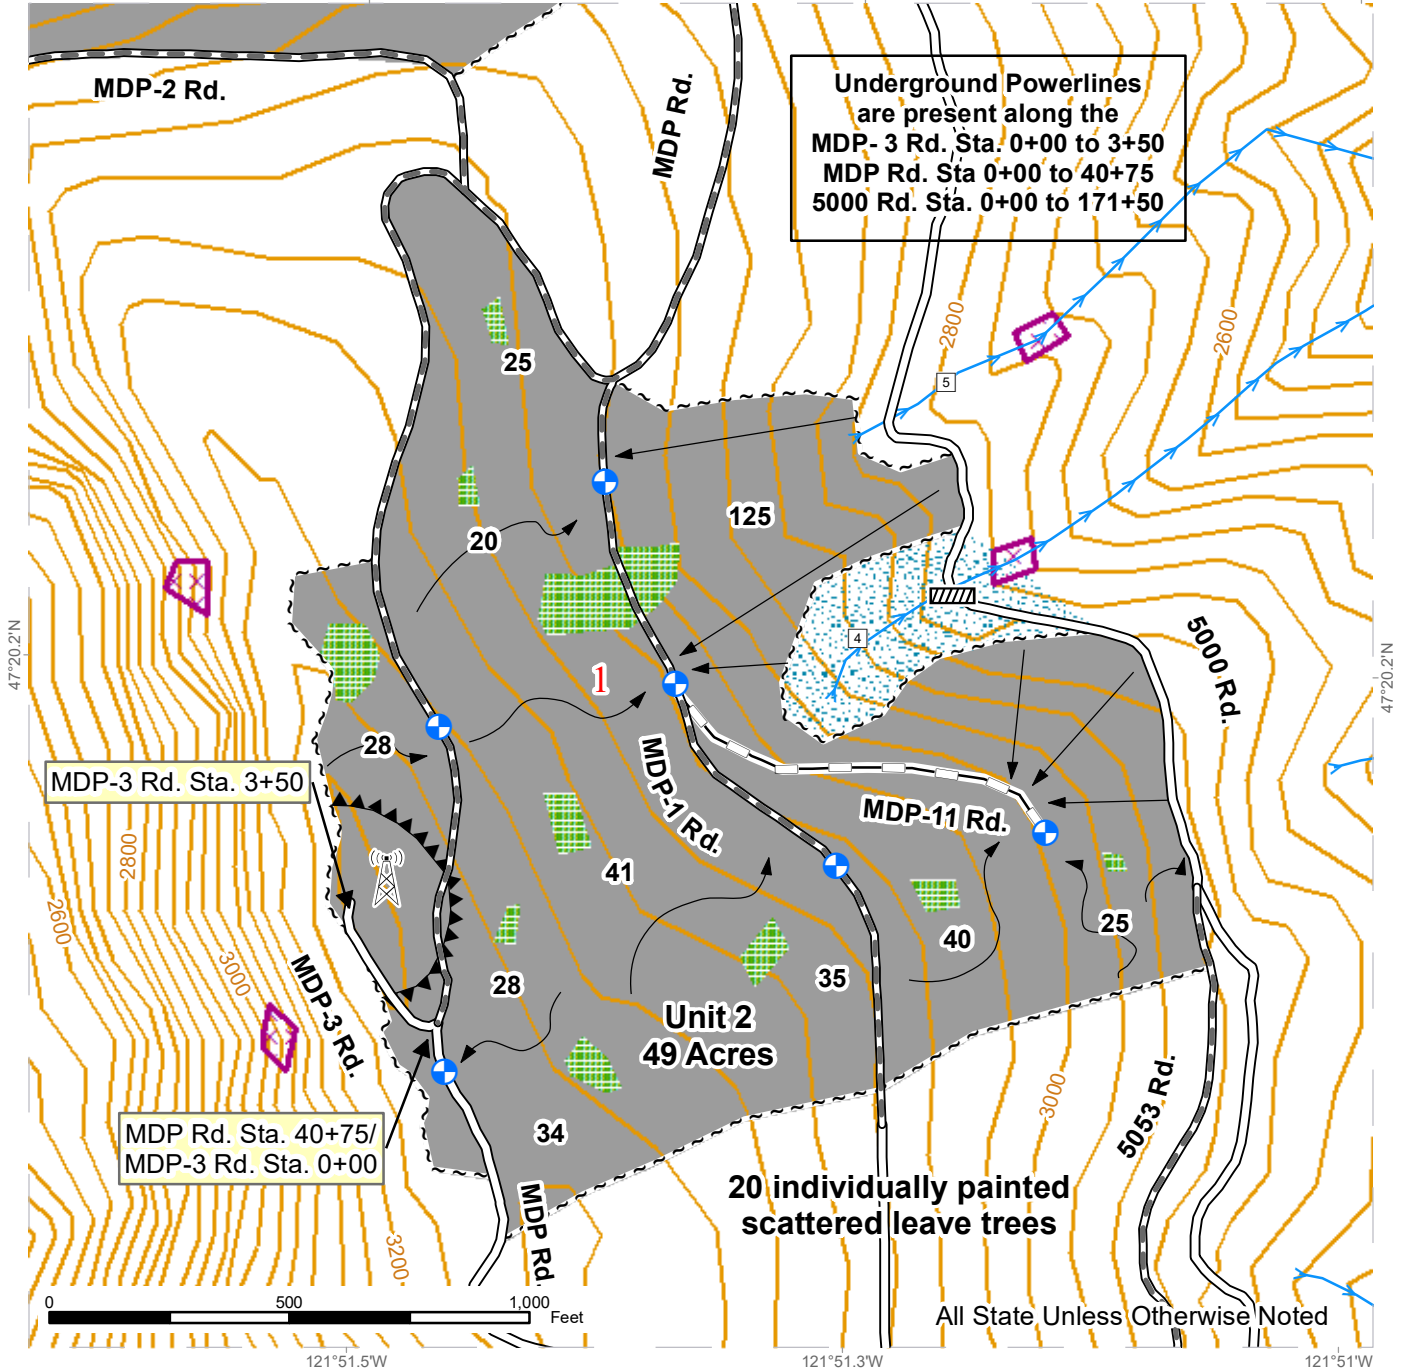 MDP-2 Rd.
MDP Rd.
Underground Powerlines
are present along the
MDP- 3 Rd. Sta. 0+00 to 3+50
MDP Rd. Sta 0+00 to 40+75
5000 Rd. Sta. 0+00 to 171+50
2800
2600
5
25
125
20
4
47°20.2'N
47°20.2'N
5000 Rd.
1
28
MDP-3 Rd. Sta. 3+50
MDP-1 Rd.
MDP-11 Rd.
2800
41
2600
25
40
3000
28
35
MDP-3 Rd.
Unit 2
49 Acres
3000
5053 Rd.
MDP Rd. Sta. 40+75/
MDP-3 Rd. Sta. 0+00
34
20 individually painted
scattered leave trees
MDP Rd.
3200
0 500 1,000
Feet
All State Unless Otherwise Noted
121°51.5'W
121°51.3'W
121°51'W